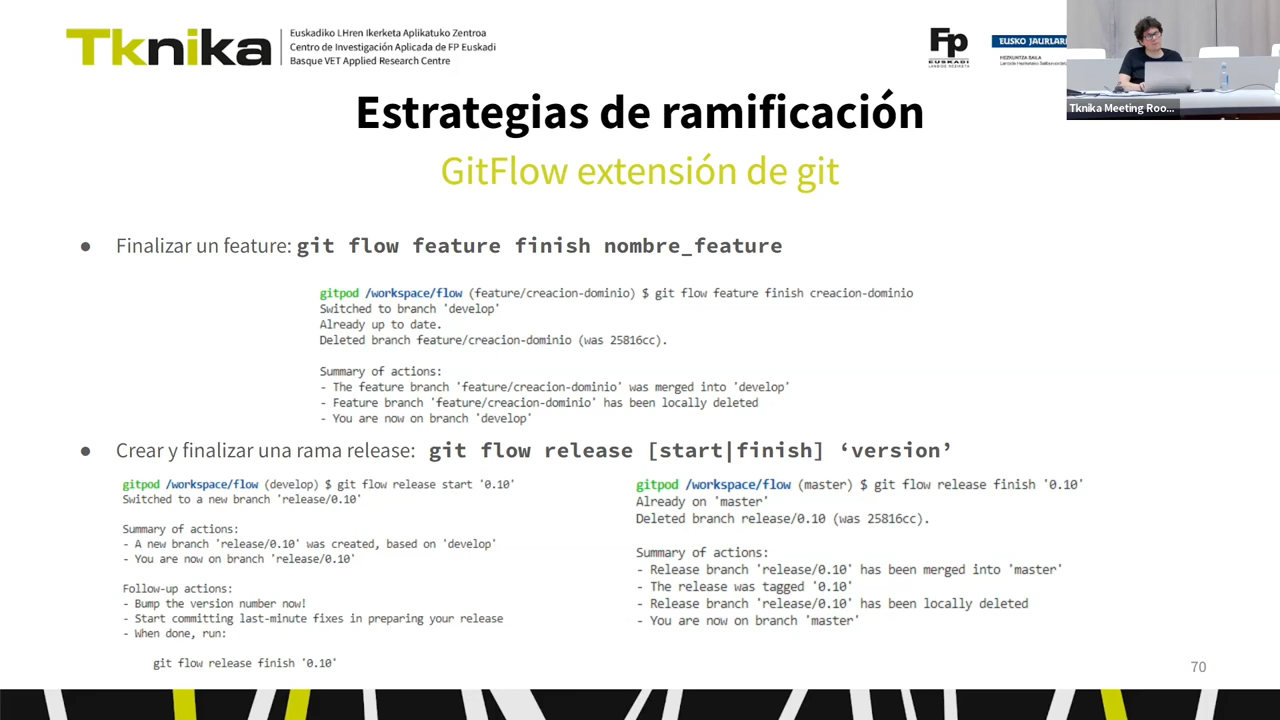 Tknika
Euskadiko LHren Ikerketa Aplikatuko Zentroa
Centro de Investigación Aplicada de FP Euskadi
Basque VET Applied Research Centre
Fp
EUSKADI
LANBIDE HEZIKETA
EUSKO JAURLARI
HEZKUNTZA SAILA
Tknika Meeting Roo...
Estrategias de ramificación
GitFlow extensión de git
● Finalizar un feature: git flow feature finish nombre_feature
gitpod /workspace/flow (feature/creacion-dominio) $ git flow feature finish creacion-dominio
Switched to branch 'develop'
Already up to date.
Deleted branch feature/creacion-dominio (was 25816cc).
Summary of actions:
- The feature branch 'feature/creacion-dominio' was merged into 'develop'
- Feature branch 'feature/creacion-dominio' has been locally deleted
- You are now on branch 'develop'
● Crear y finalizar una rama release: git flow release [start|finish] ‘version’
gitpod /workspace/flow (develop) $ git flow release start '0.10'
Switched to a new branch 'release/0.10'
Summary of actions:
- A new branch 'release/0.10' was created, based on 'develop'
- You are now on branch 'release/0.10'
Follow-up actions:
- Bump the version number now!
- Start committing last-minute fixes in preparing your release
- When done, run:
git flow release finish '0.10'
gitpod /workspace/flow (master) $ git flow release finish '0.10'
Already on 'master'
Deleted branch release/0.10 (was 25816cc).
Summary of actions:
- Release branch 'release/0.10' has been merged into 'master'
- The release was tagged '0.10'
- Release branch 'release/0.10' has been locally deleted
- You are now on branch 'master'
70